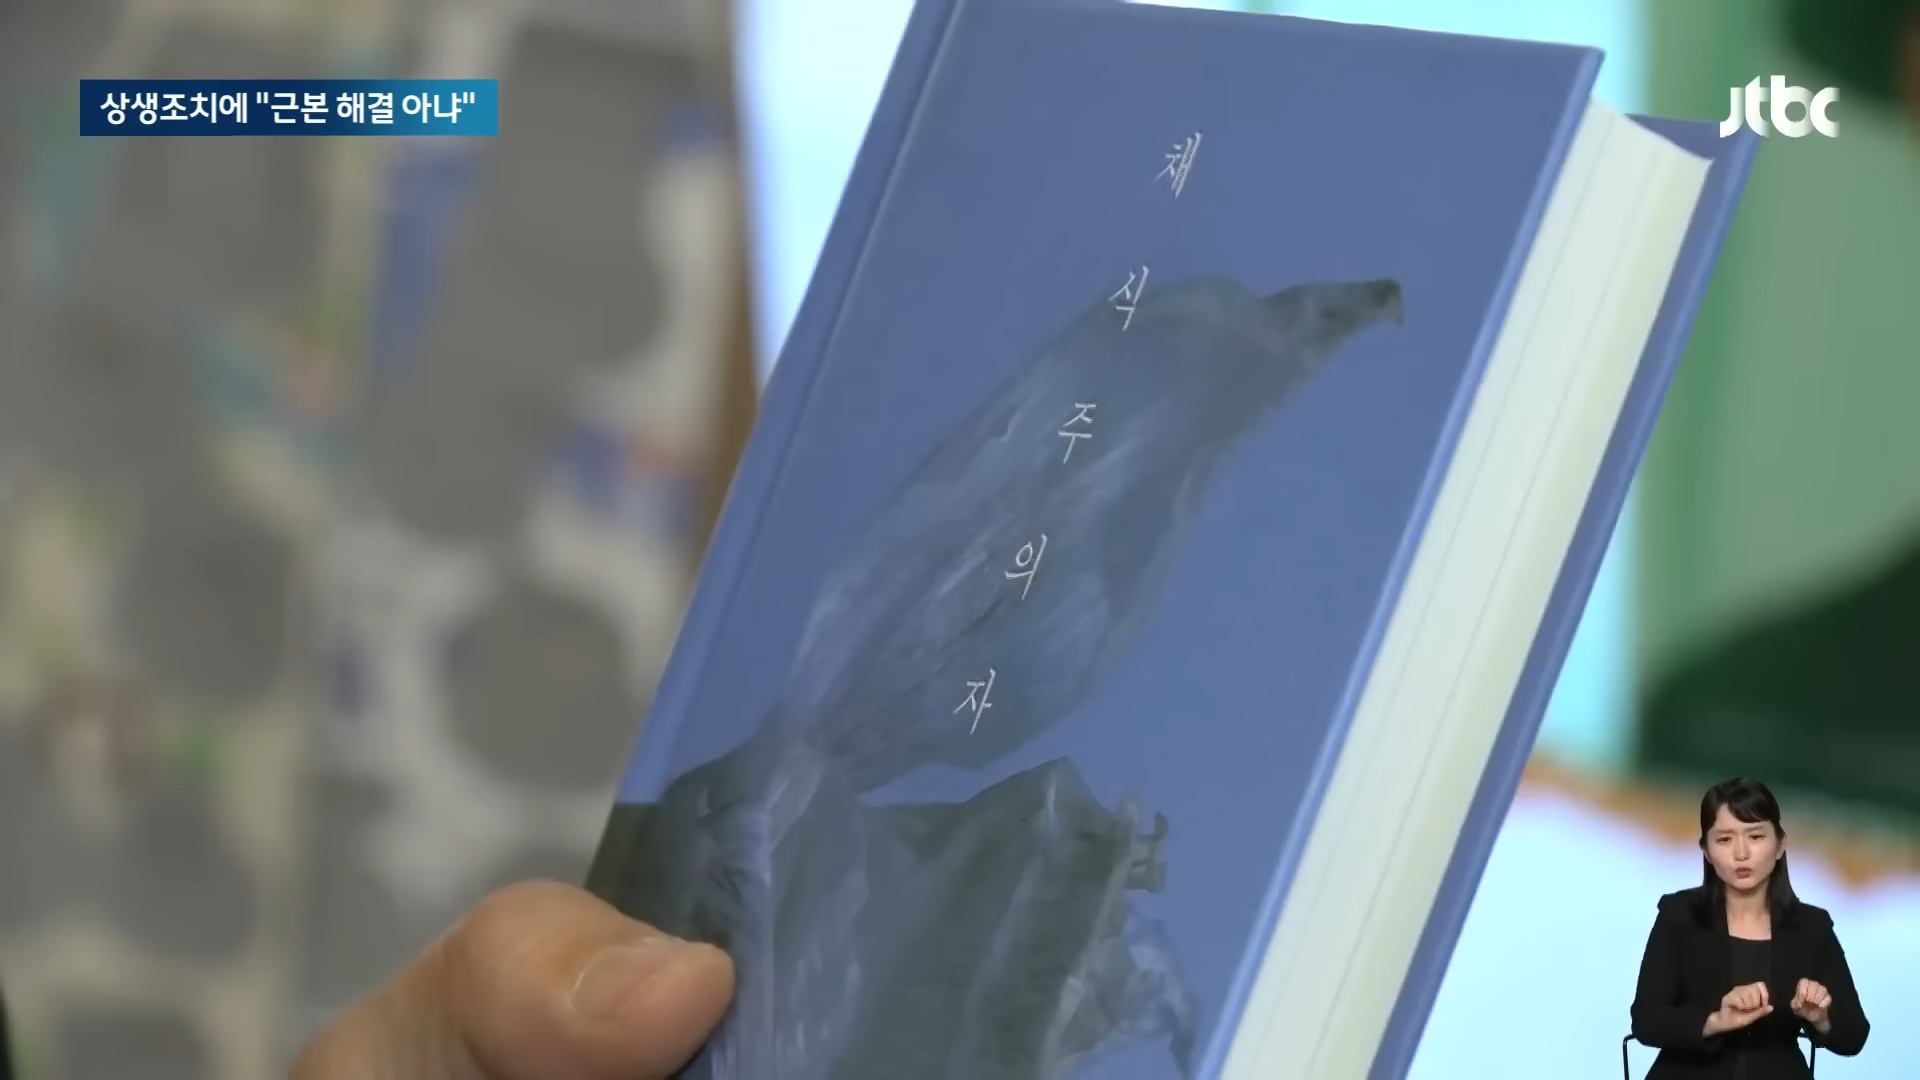 상생조치에 "근본 해결 아냐"
jtbc
채
식
주
의
자